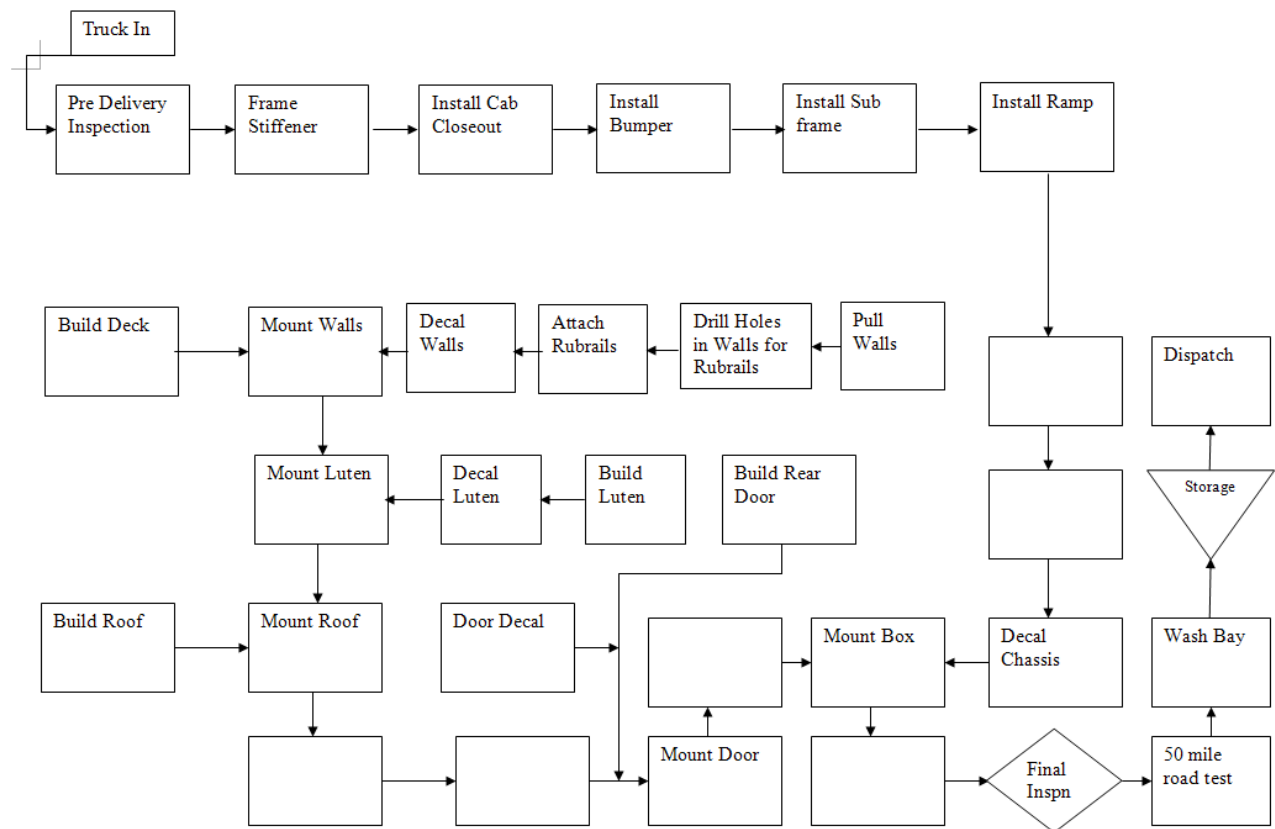 Truck In
Pre Delivery
Inspection
Frame
Stiffener
Install Cab
Closeout
Install
Bumper
Install Sub
frame
Install Ramp
Build Deck
Mount Walls
Decal
Walls
Attach
Rubrails
Drill Holes
in Walls for
Rubrails
Pull
Walls
Dispatch
Mount Luten
Decal
Luten
Build
Luten
Build Rear
Door
Storage
Build Roof
Mount Roof
Door Decal
Mount Box
Decal
Chassis
Wash Bay
Mount Door
Final
Inspn
50 mile
road test